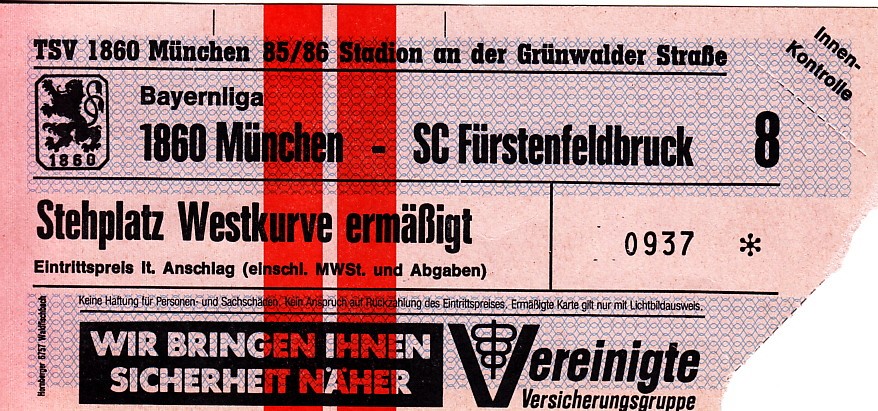 TSV 1860 München 85/86 Stadion an der Grünwalder Straße
Innen-
Kontrolle
Bayernliga
1860 München - SC Fürstenfeldbruck 8
1860
Stehplatz Westkurve ermäßigt
0937 *
Eintrittspreis lt. Anschlag (einschl. MWSt. und Abgaben)
Keine Haftung für Personen- und Sachschäden. Kein Anspruch auf Rückzahlung des Eintrittspreises. Ermäßigte Karte gilt nur mit Lichtbildausweis.
WIR BRINGEN IHNEN
SICHERHEIT NÄHER
Vereinigte
Versicherungsgruppe